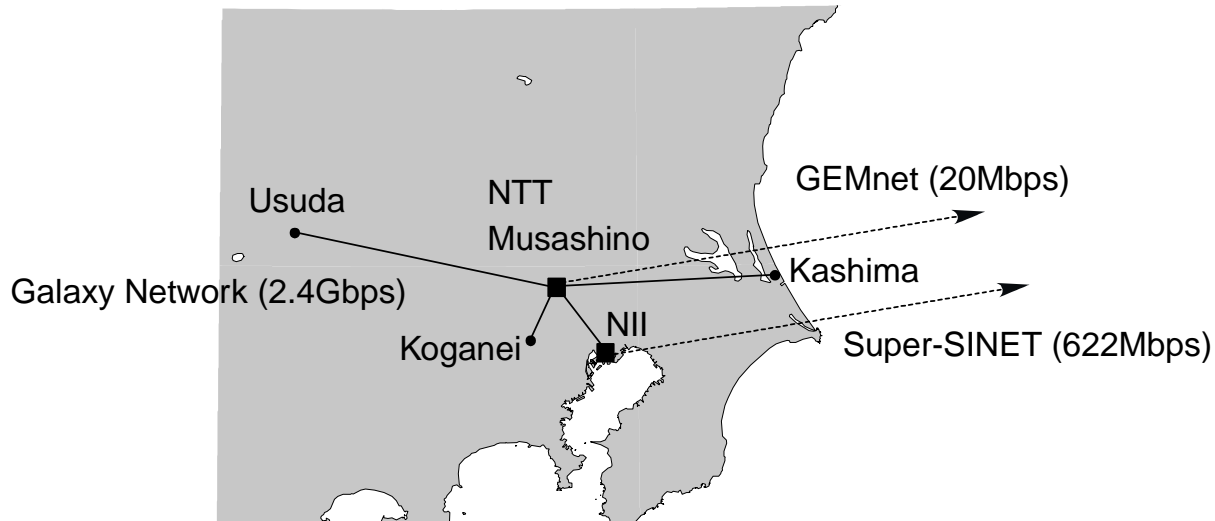 GEMnet (20Mbps)
NTT
Musashino
Usuda
Kashima
Galaxy Network (2.4Gbps)
NII
Koganei
Super-SINET (622Mbps)